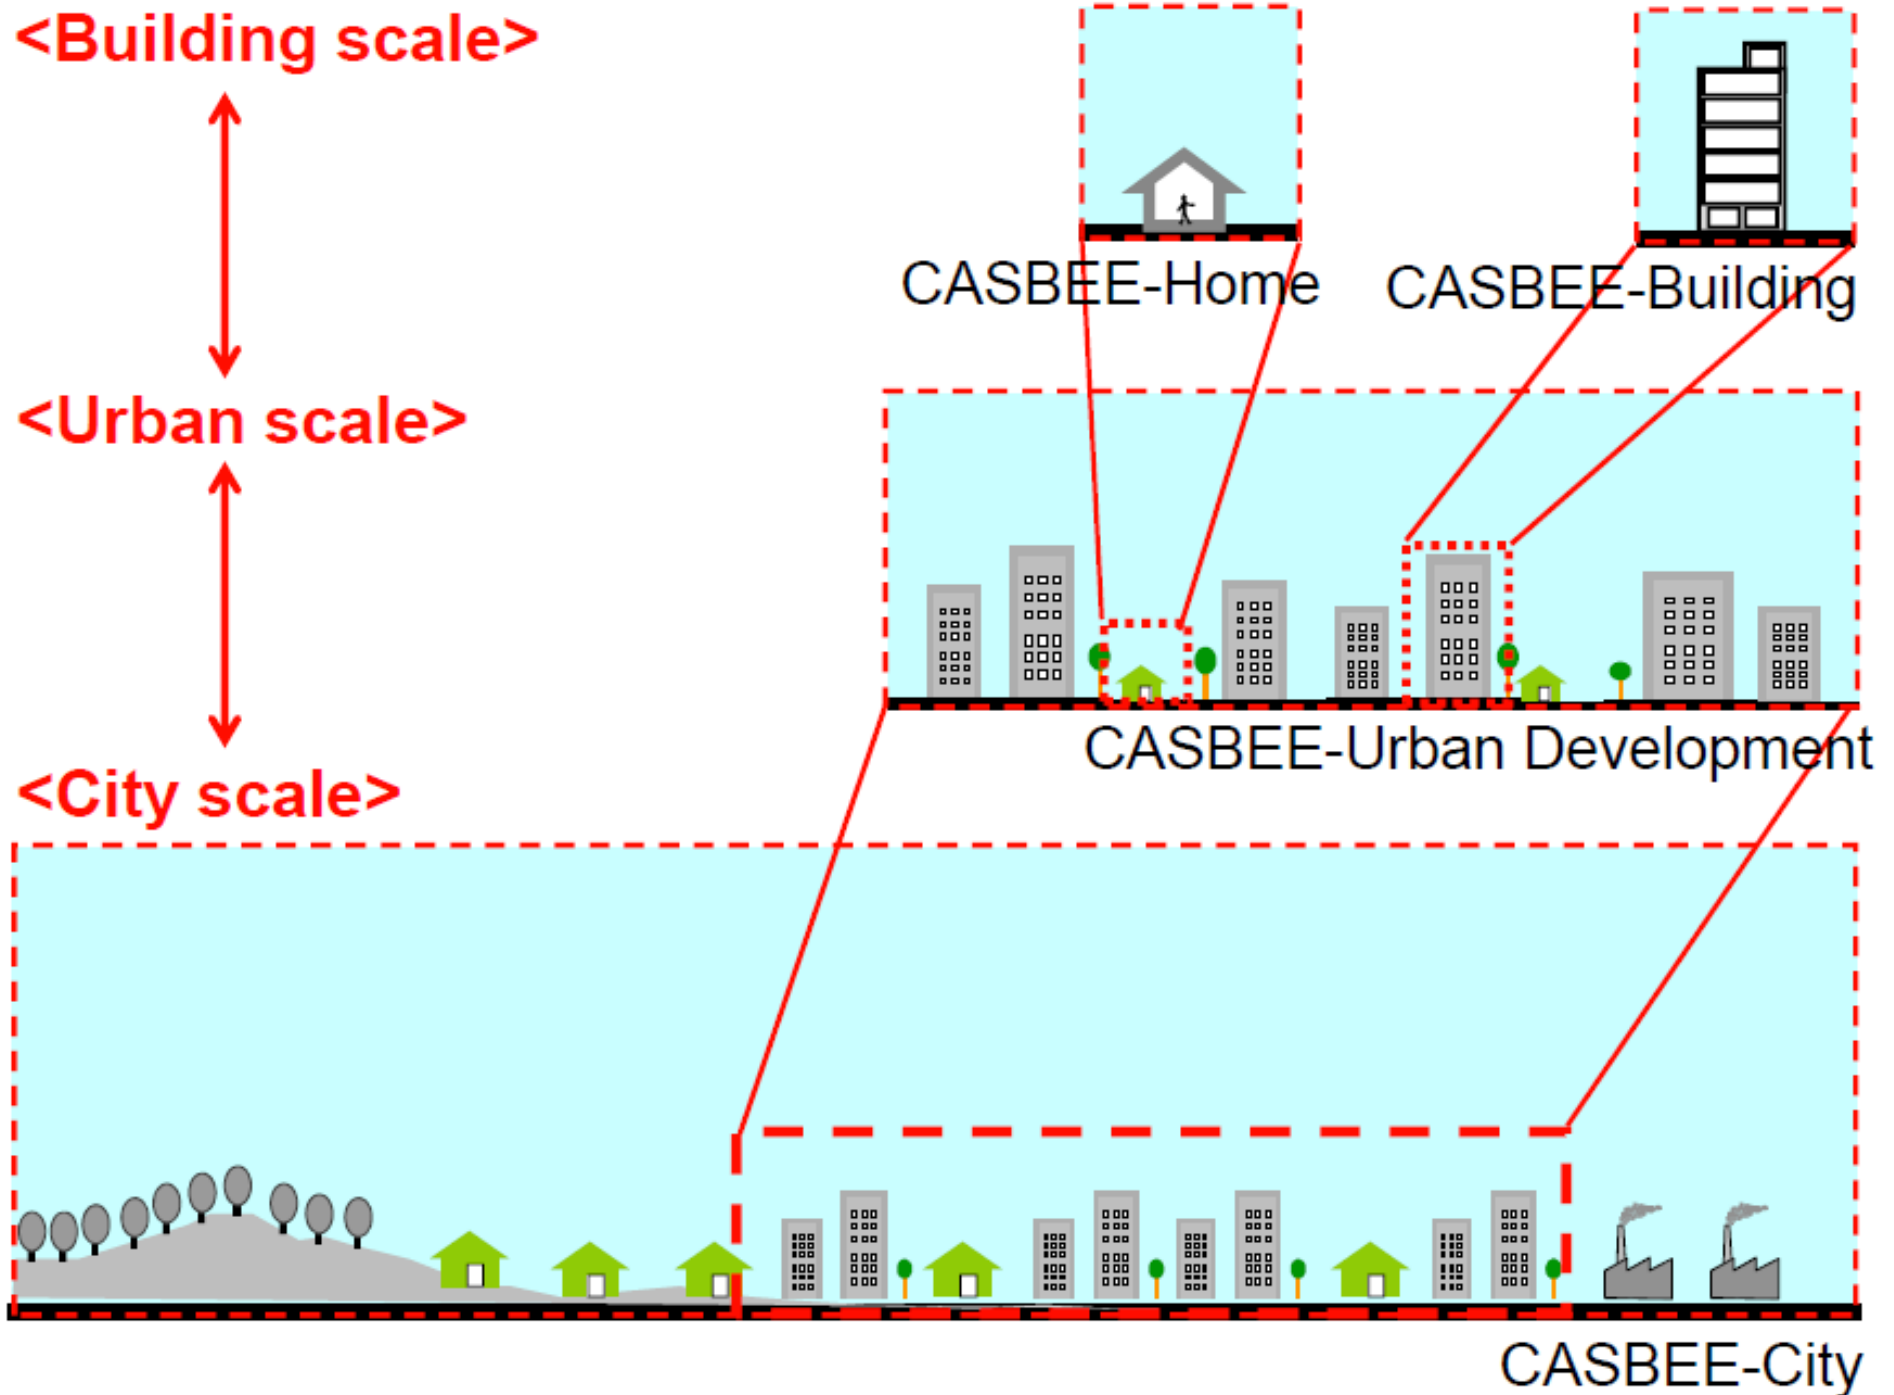 <Building scale>
CASBEE-Home
CASBEE-Building
<Urban scale>
CASBEE-Urban Development
<City scale>
CASBEE-City